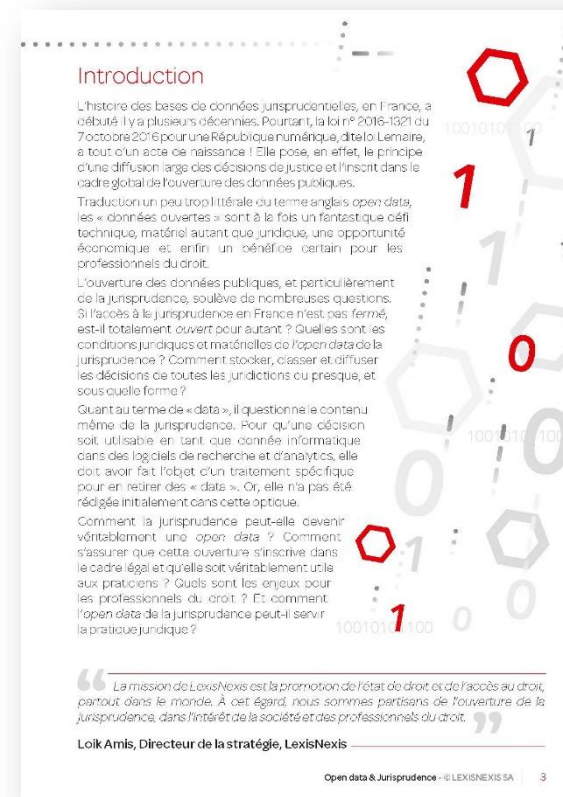 Introduction
L'histoire des bases de données jurisprudentielles, en France, a
débuté il y a plusieurs décennies. Pourtant, la loi n° 2016-1321 du
7 octobre 2016 pour une République numérique, dite loi Lemaire,
a tout d'un acte de naissance ! Elle pose, en effet, le principe
d'une diffusion large des décisions de justice et l'inscrit dans le
cadre global de l'ouverture des données publiques.
Traduction un peu trop littérale du terme anglais open data,
les « données ouvertes » sont à la fois un fantastique défi
technique, matériel autant que juridique, une opportunité
économique et enfin un bénéfice certain pour les
professionnels du droit.
L'ouverture des données publiques, et particulièrement
de la jurisprudence, soulève de nombreuses questions.
Si l'accès à la jurisprudence en France n'est pas fermé,
est-il totalement ouvert pour autant ? Quelles sont les
conditions juridiques et matérielles de l'open data de la
jurisprudence ? Comment stocker, classer et diffuser
les décisions de toutes les juridictions ou presque, et
sous quelle forme ?
Quant au terme de « data », il questionne le contenu
même de la jurisprudence. Pour qu'une décision
soit utilisable en tant que donnée informatique
dans des logiciels de recherche et d'analytics, elle
doit avoir fait l'objet d'un traitement spécifique
pour en retirer des « data ». Or, elle n'a pas été
rédigée initialement dans cette optique.
Comment la jurisprudence peut-elle devenir
véritablement une open data ? Comment
s'assurer que cette ouverture s'inscrive dans
le cadre légal et qu'elle soit véritablement utile
aux praticiens ? Quels sont les enjeux pour
les professionnels du droit ? Et comment
l'open data de la jurisprudence peut-il servir
la pratique juridique ?
1
1
1
0
0
0
1
1
0
0
“ La mission de LexisNexis est la promotion de l'état de droit et de l'accès au droit,
partout dans le monde. À cet égard, nous sommes partisans de l'ouverture de la
jurisprudence, dans l'intérêt de la société et des professionnels du droit. ”
Loïk Amis, Directeur de la stratégie, LexisNexis
Open data & Jurisprudence - © LEXISNEXIS SA 3